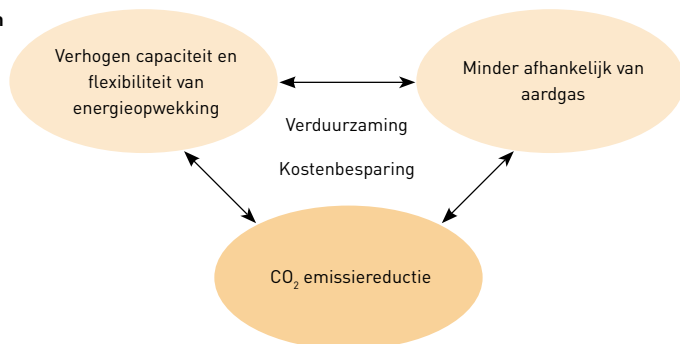 n
Verhogen capaciteit en
flexibiliteit van
energieopwekking
Minder afhankelijk van
aardgas
Verduurzaming
Kostenbesparing
CO₂ emissiereductie